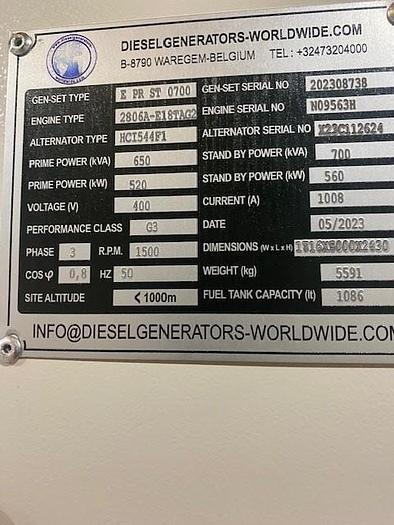 DIESELGENERATORS-WORLDWIDE.COM
B-8790 WAREGEM-BELGIUM TEL : +32473204000
GEN-SET TYPE E PR ST 0700 GEN-SET SERIAL NO 202308738
ENGINE TYPE 2806A-E18TAG2 ENGINE SERIAL NO N09563H
ALTERNATOR TYPE HCI544F1 ALTERNATOR SERIAL NO X22C112624
PRIME POWER (kVA) 650 STAND BY POWER (kVA) 700
PRIME POWER (kW) 520 STAND BY POWER (kW) 560
VOLTAGE (V) 400 CURRENT (A) 1008
PERFORMANCE CLASS G3 DATE 05/2023
PHASE 3 R.P.M. 1500 DIMENSIONS (WxLxH)
COS φ 0,8 HZ 50 WEIGHT (kg) 5591
SITE ALTITUDE <1000m FUEL TANK CAPACITY (lt) 1086
INFO@DIESELGENERATORS-WORLDWIDE.COM